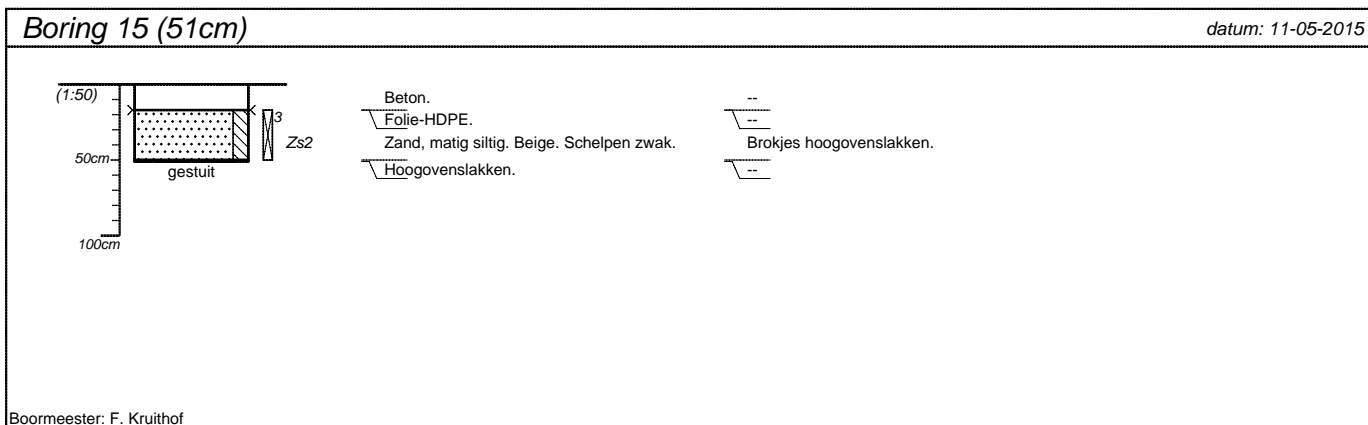 Boring 15 (51cm) datum: 11-05-2015
(1:50) Beton. --
3 Folie-HDPE. --
Zs2 Zand, matig siltig. Beige. Schelpen zwak. Brokjes hoogovenslakken.
50cm
gestuit Hoogovenslakken. --
100cm
Boormeester: F. Kruithof